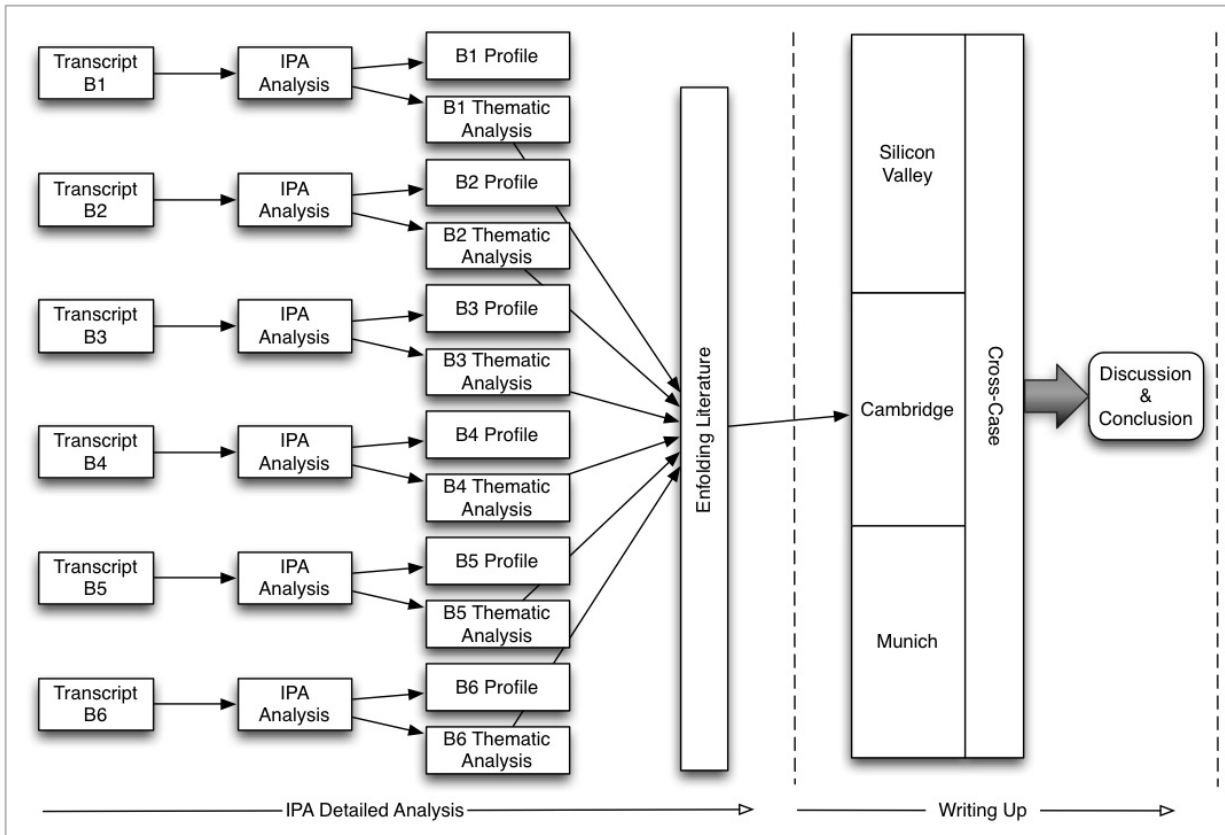 Transcript
B1
IPA
Analysis
B1 Profile
B1 Thematic
Analysis
Transcript
B2
IPA
Analysis
B2 Profile
B2 Thematic
Analysis
Transcript
B3
IPA
Analysis
B3 Profile
B3 Thematic
Analysis
Transcript
B4
IPA
Analysis
B4 Profile
B4 Thematic
Analysis
Transcript
B5
IPA
Analysis
B5 Profile
B5 Thematic
Analysis
Transcript
B6
IPA
Analysis
B6 Profile
B6 Thematic
Analysis
Enfolding Literature
Silicon
Valley
Cambridge
Munich
Cross-Case
Discussion
&
Conclusion
IPA Detailed Analysis
Writing Up